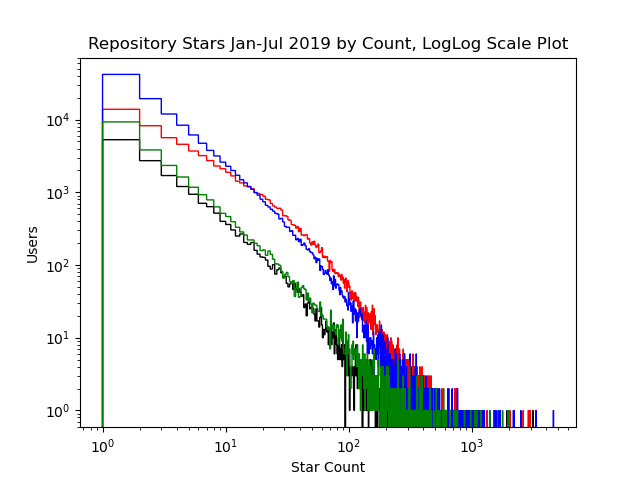 Repository Stars Jan-Jul 2019 by Count, LogLog Scale Plot
Users
10⁴
10³
10²
10¹
10⁰
10⁰ 10¹ 10² 10³
Star Count